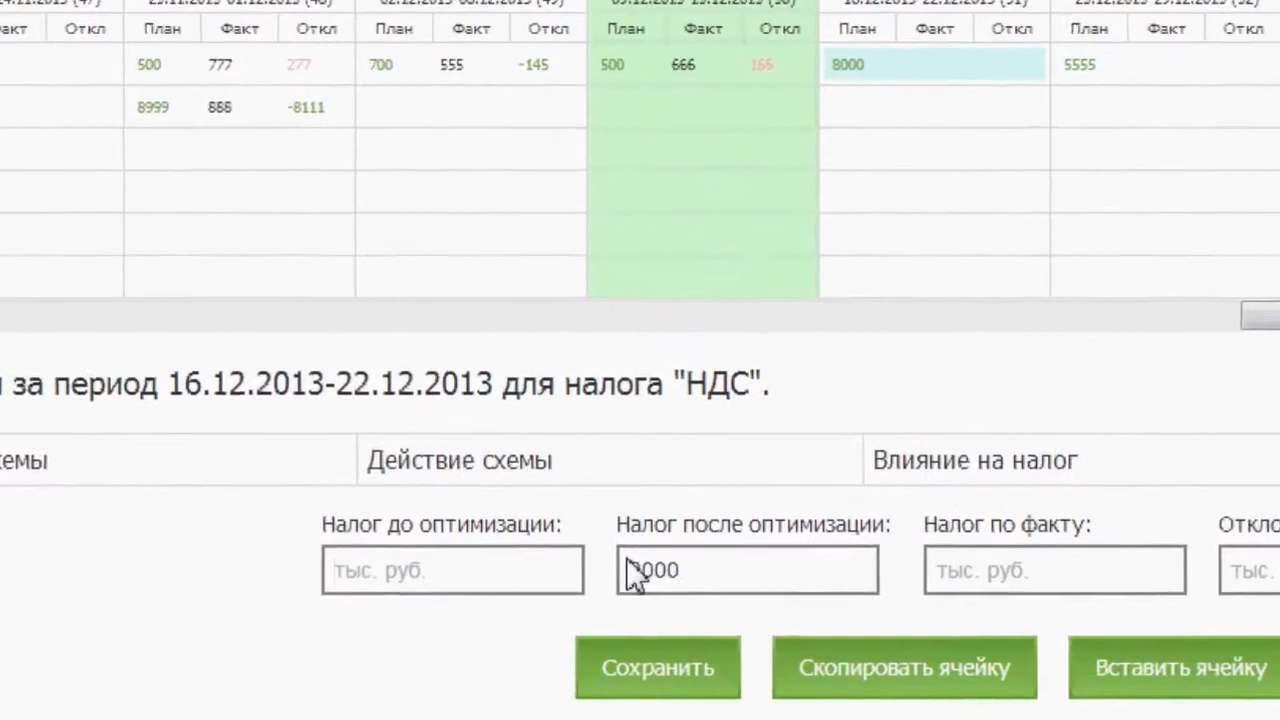 План Факт Откл План Факт Откл План Факт Откл План Факт Откл План Факт Откл
500 777 277 700 555 -145 500 666 166 8000 5555
8999 888 -8111
за период 16.12.2013-22.12.2013 для налога "НДС".
Действие схемы Влияние на налог
Налог до оптимизации: Налог после оптимизации: Налог по факту:
тыс. руб. тыс. руб. тыс.
Сохранить Скопировать ячейку Вставить ячейку